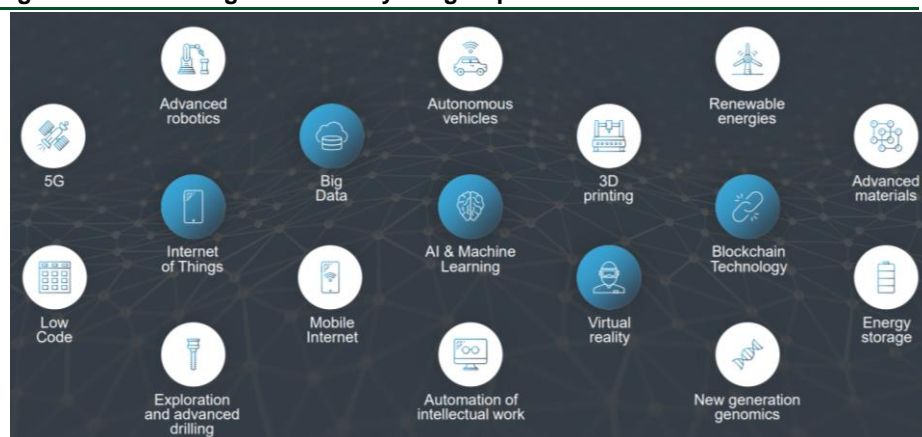 Advanced
robotics
Autonomous
vehicles
Renewable
energies
5G
Big
Data
3D
printing
Advanced
materials
Internet
of Things
AI & Machine
Learning
Blockchain
Technology
Low
Code
Mobile
Internet
Virtual
reality
Energy
storage
Exploration
and advanced
drilling
Automation of
intellectual work
New generation
genomics